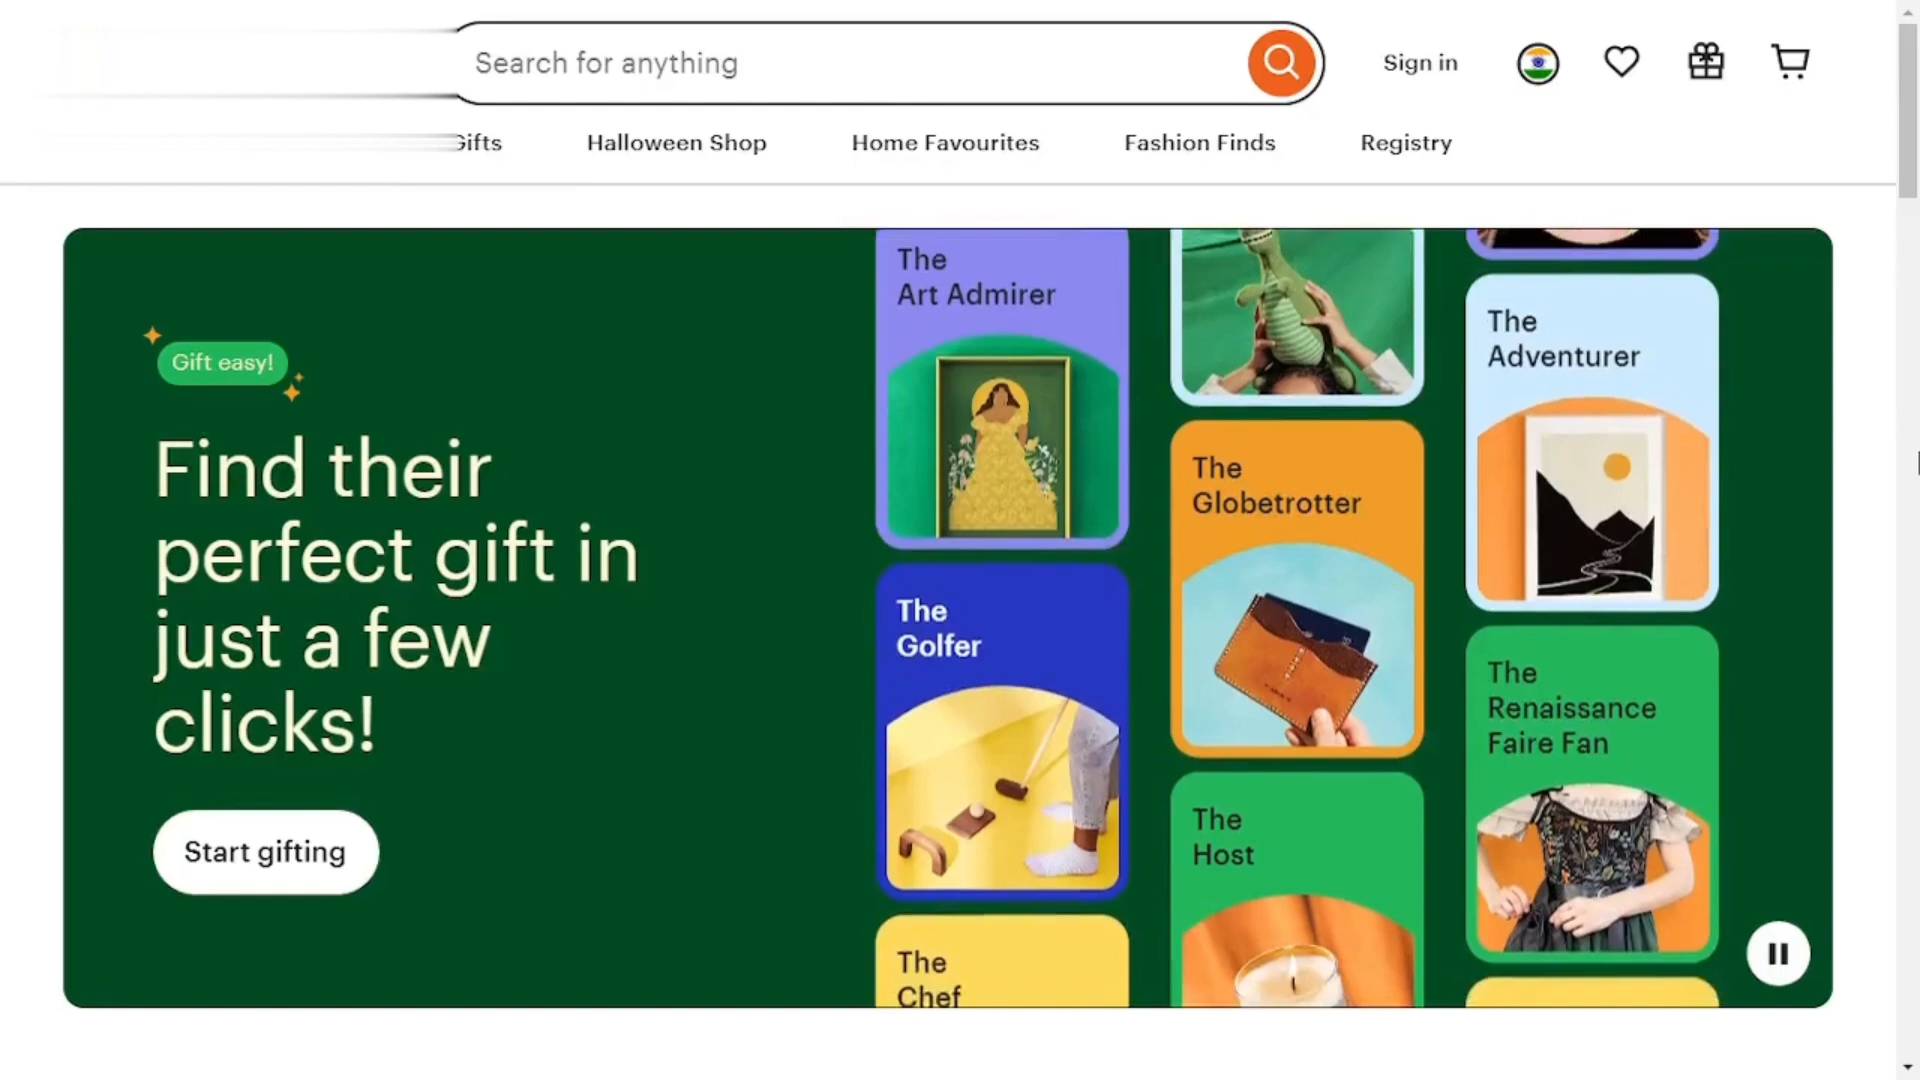 Search for anything
Sign in
Gifts
Halloween Shop
Home Favourites
Fashion Finds
Registry
Gift easy!
Find their
perfect gift in
just a few
clicks!
Start gifting
The
Art Admirer
The
Golfer
The
Chef
The
Globetrotter
The
Host
The
Adventurer
The
Renaissance
Faire Fan